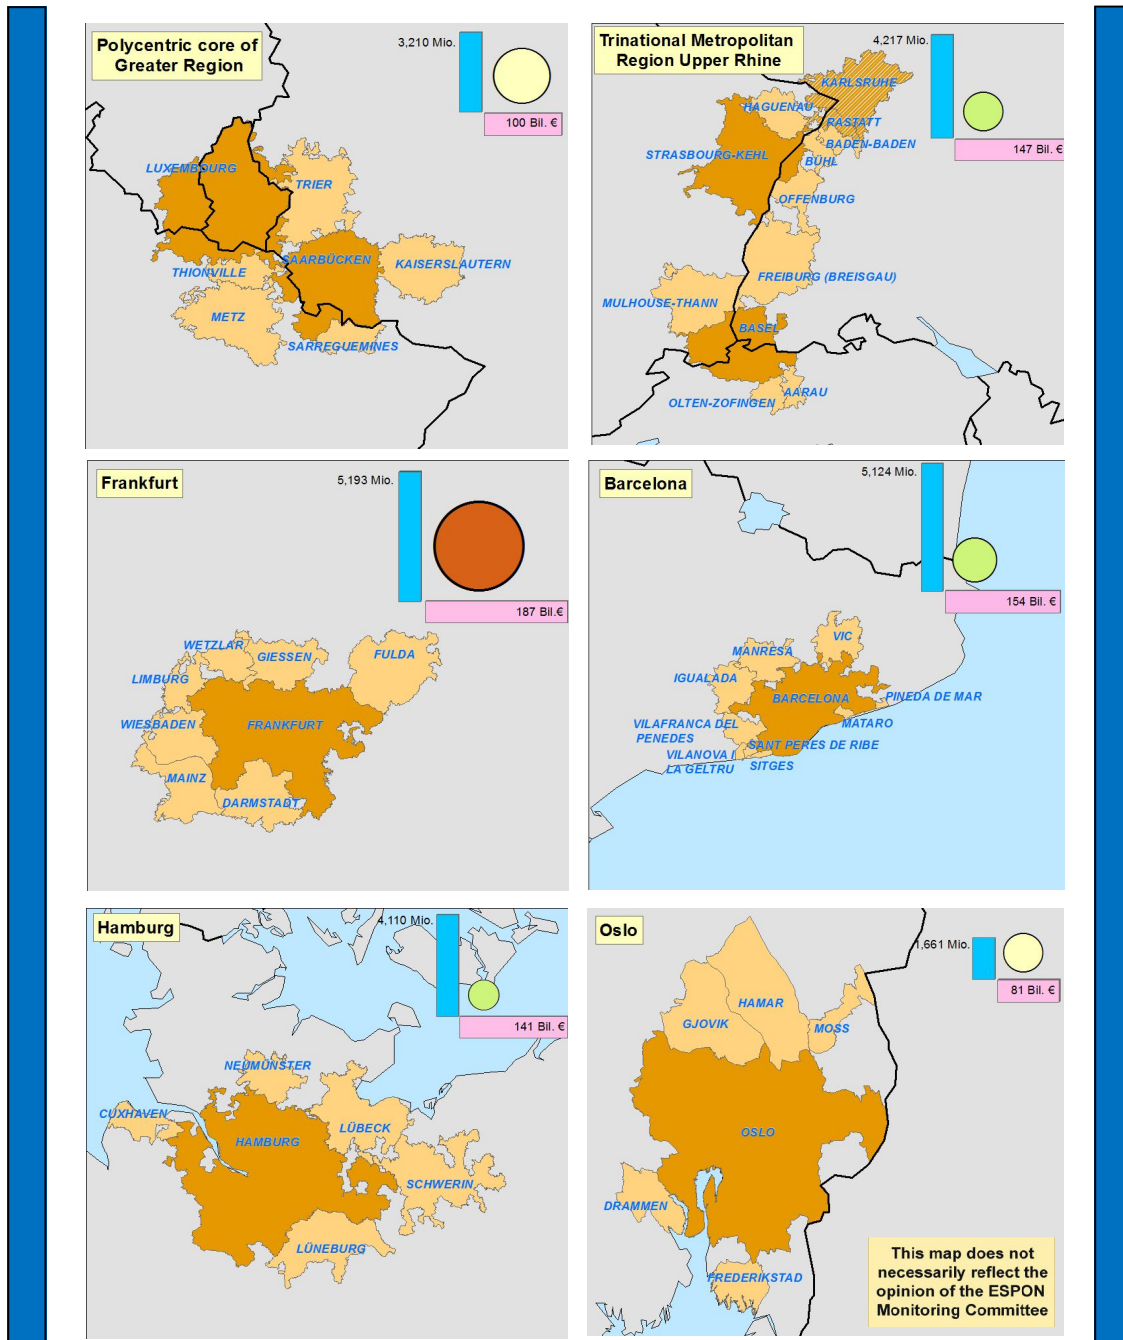 Polycentric core of
Greater Region
3,210 Mio.
100 Bil. €
LUXEMBOURG
TRIER
SAARBÜCKEN
KAISERSLAUTERN
THIONVILLE
METZ
SARREGUEMINES
Trinational Metropolitan
Region Upper Rhine
4,217 Mio.
147 Bil. €
KARLSRUHE
HAGUENAU
RASTATT
BADEN-BADEN
STRASBOURG-KEHL
BÜHL
OFFENBURG
FREIBURG (BREISGAU)
MULHOUSE-THANN
BASEL
AARAU
OLTEN-ZOFINGEN
Frankfurt
5,193 Mio.
187 Bil.€
WETZLAR
GIESSEN
FULDA
LIMBURG
WIESBADEN
FRANKFURT
MAINZ
DARMSTADT
Barcelona
5,124 Mio.
154 Bil. €
VIC
MANRESA
IGUALADA
BARCELONA
PINEDA DE MAR
MATARO
VILAFRANCA DEL
PENEDES
SANT PERES DE RIBE
VILANOVA I
LA GELTRU
SITGES
Hamburg
4,110 Mio.
141 Bil. €
NEUMÜNSTER
CUXHAVEN
HAMBURG
LÜBECK
SCHWERIN
LÜNEBURG
Oslo
1,661 Mio.
81 Bil. €
HAMAR
GJOVIK
MOSS
OSLO
DRAMMEN
FREDERIKSTAD
This map does not
necessarily reflect the
opinion of the ESPON
Monitoring Committee